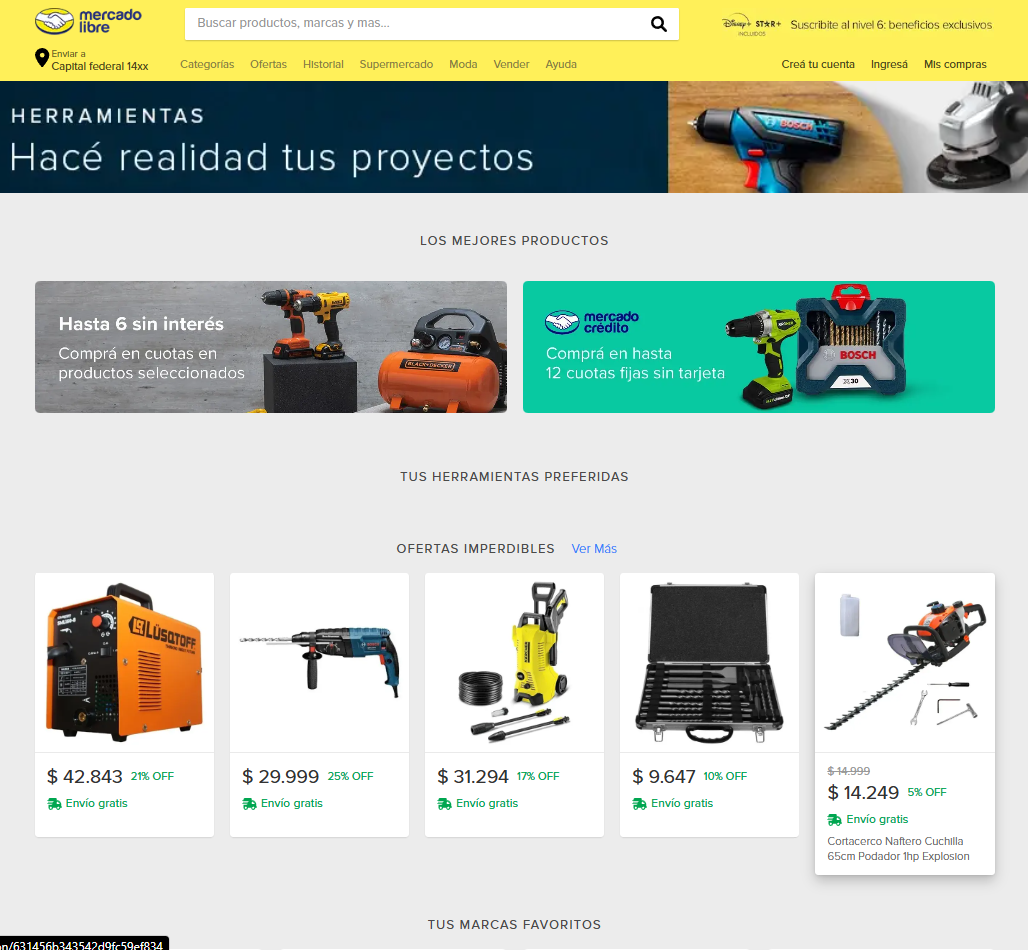 mercado
libre
Buscar productos, marcas y mas...
Disney+ STAR+
INCLUIDOS
Suscribite al nivel 6: beneficios exclusivos
Enviar a
Capital federal 14xx
Categorías Ofertas Historial Supermercado Moda Vender Ayuda
Creá tu cuenta Ingresá Mis compras
HERRAMIENTAS
Hacé realidad tus proyectos
BOSCH
LOS MEJORES PRODUCTOS
Hasta 6 sin interés
Comprá en cuotas en
productos seleccionados
BLACK+DECKER
mercado
crédito
Comprá en hasta
12 cuotas fijas sin tarjeta
BOSCH
TUS HERRAMIENTAS PREFERIDAS
OFERTAS IMPERDIBLES Ver Más
LÜSQTOFF
$ 42.843 21% OFF
Envío gratis
$ 29.999 25% OFF
Envío gratis
$ 31.294 17% OFF
Envío gratis
$ 9.647 10% OFF
Envío gratis
$ 14.999
$ 14.249 5% OFF
Envío gratis
Cortacerco Naftero Cuchilla
65cm Podador 1hp Explosion
TUS MARCAS FAVORITOS
on/631456b343542d9fc59ef834